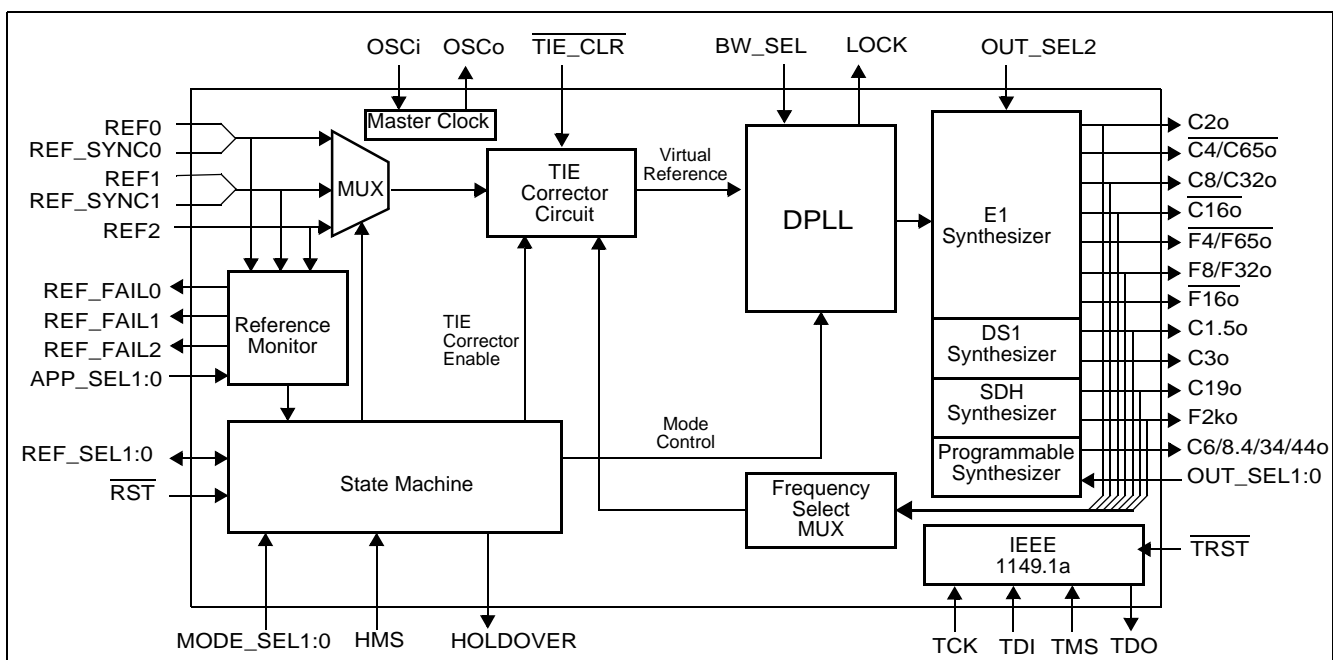 OSCi
OSCo
TIE_CLR
BW_SEL
LOCK
OUT_SEL2
Master Clock
REF0
REF_SYNC0
REF1
REF_SYNC1
REF2
MUX
TIE
Corrector
Circuit
Virtual
Reference
DPLL
E1
Synthesizer
C2o
C4/C65o
C8/C32o
C16o
F4/F65o
F8/F32o
F16o
C1.5o
C3o
C19o
F2ko
C6/8.4/34/44o
OUT_SEL1:0
REF_FAIL0
REF_FAIL1
REF_FAIL2
APP_SEL1:0
Reference
Monitor
TIE
Corrector
Enable
DS1
Synthesizer
SDH
Synthesizer
Programmable
Synthesizer
REF_SEL1:0
RST
State Machine
Mode
Control
Frequency
Select
MUX
IEEE
1149.1a
TRST
MODE_SEL1:0
HMS
HOLDOVER
TCK
TDI
TMS
TDO